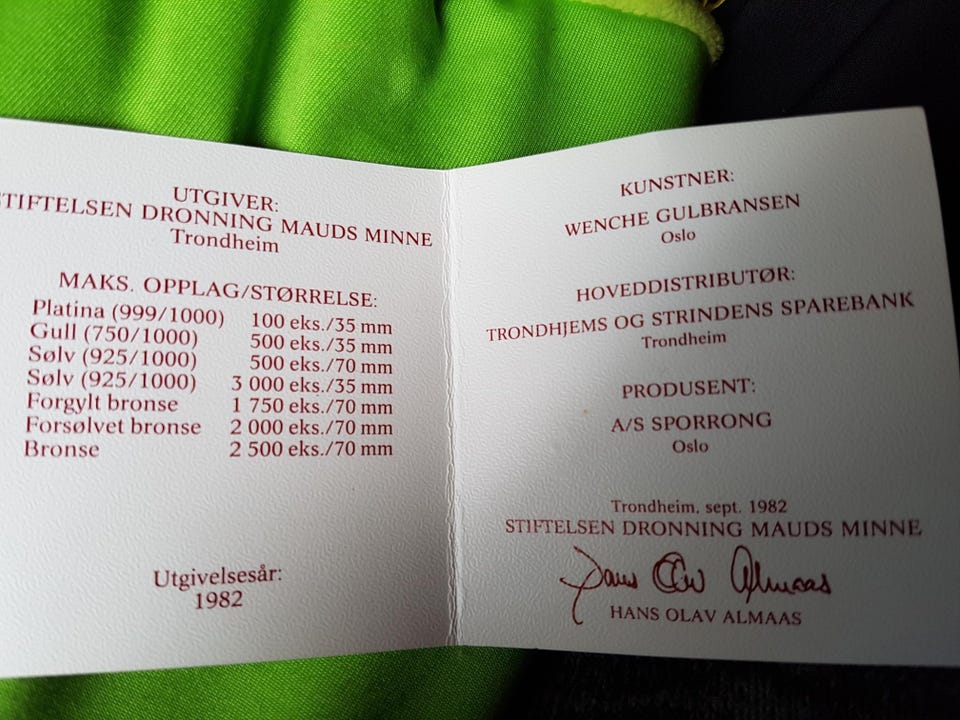 UTGIVER:
STIFTELSEN DRONNING MAUDS MINNE
Trondheim
MAKS. OPPLAG/STØRRELSE:
Platina (999/1000) 100 eks./35 mm
Gull (750/1000) 500 eks./35 mm
Sølv (925/1000) 500 eks./70 mm
Sølv (925/1000) 3 000 eks./35 mm
Forgylt bronse 1 750 eks./70 mm
Forsølvet bronse 2 000 eks./70 mm
Bronse 2 500 eks./70 mm
Utgivelsesår:
1982
KUNSTNER:
WENCHE GULBRANSEN
Oslo
HOVEDDISTRIBUTØR:
TRONDHJEMS OG STRINDENS SPAREBANK
Trondheim
PRODUSENT:
A/S SPORRONG
Oslo
Trondheim, sept. 1982
STIFTELSEN DRONNING MAUDS MINNE
Hans Olav Almaas
HANS OLAV ALMAAS